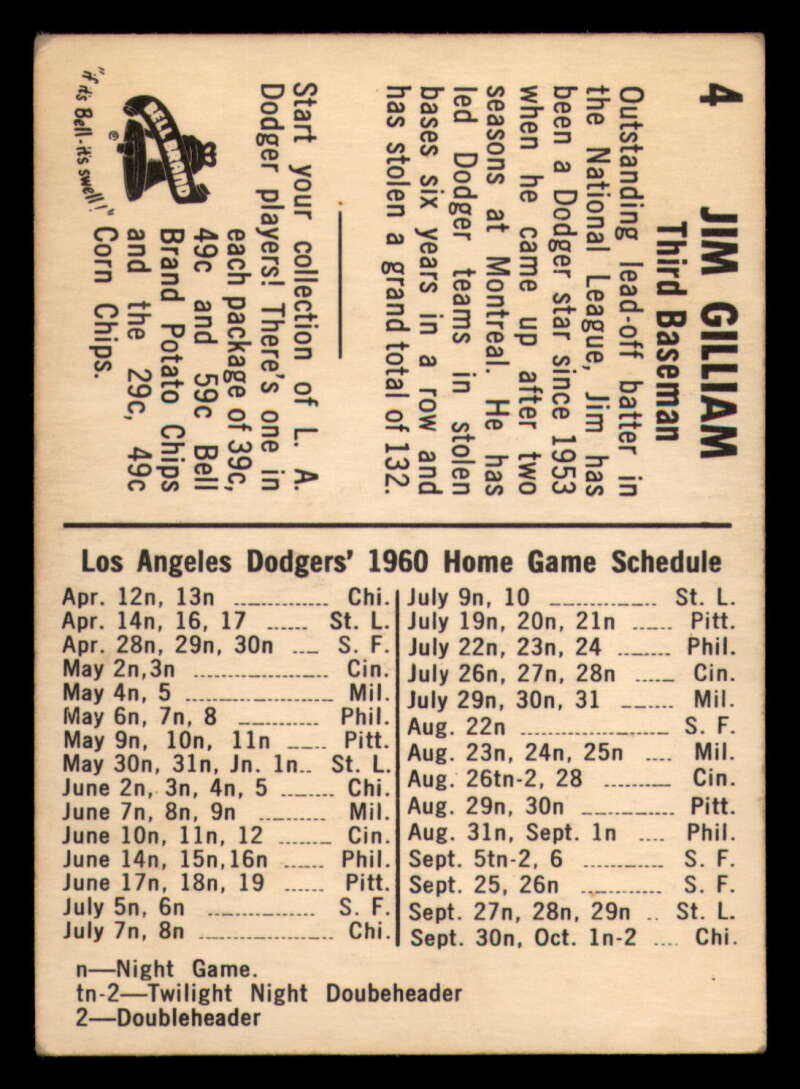 4 JIM GILLIAM
Third Baseman
Outstanding lead-off batter in
the National League, Jim has
been a Dodger star since 1953
when he came up after two
seasons at Montreal. He has
led Dodger teams in stolen
bases six years in a row and
has stolen a grand total of 132.
Start your collection of L. A.
Dodger players! There's one in
each package of 39c,
49c and 59c Bell
Brand Potato Chips
and the 29c, 49c
Corn Chips.
BELL BRAND
©
"if it's Bell-it's swell!"
Los Angeles Dodgers' 1960 Home Game Schedule
Apr. 12n, 13n ............ Chi.
Apr. 14n, 16, 17 ...... St. L.
Apr. 28n, 29n, 30n .... S. F.
May 2n,3n .................. Cin.
May 4n, 5 .................... Mil.
May 6n, 7n, 8 ........... Phil.
May 9n, 10n, 11n ..... Pitt.
May 30n, 31n, Jn. 1n.. St. L.
June 2n, 3n, 4n, 5 ....... Chi.
June 7n, 8n, 9n ............ Mil.
June 10n, 11n, 12 ....... Cin.
June 14n, 15n,16n ...... Phil.
June 17n, 18n, 19 ...... Pitt.
July 5n, 6n ............... S. F.
July 7n, 8n .................. Chi.
July 9n, 10 .............. St. L.
July 19n, 20n, 21n ...... Pitt.
July 22n, 23n, 24 ........ Phil.
July 26n, 27n, 28n ...... Cin.
July 29n, 30n, 31 ....... Mil.
Aug. 22n .................... S. F.
Aug. 23n, 24n, 25n .... Mil.
Aug. 26tn-2, 28 ......... Cin.
Aug. 29n, 30n ............ Pitt.
Aug. 31n, Sept. 1n .... Phil.
Sept. 5tn-2, 6 ........... S. F.
Sept. 25, 26n ........... S. F.
Sept. 27n, 28n, 29n .. St. L.
Sept. 30n, Oct. 1n-2 .... Chi.
n—Night Game.
tn-2—Twilight Night Doubeheader
2—Doubleheader